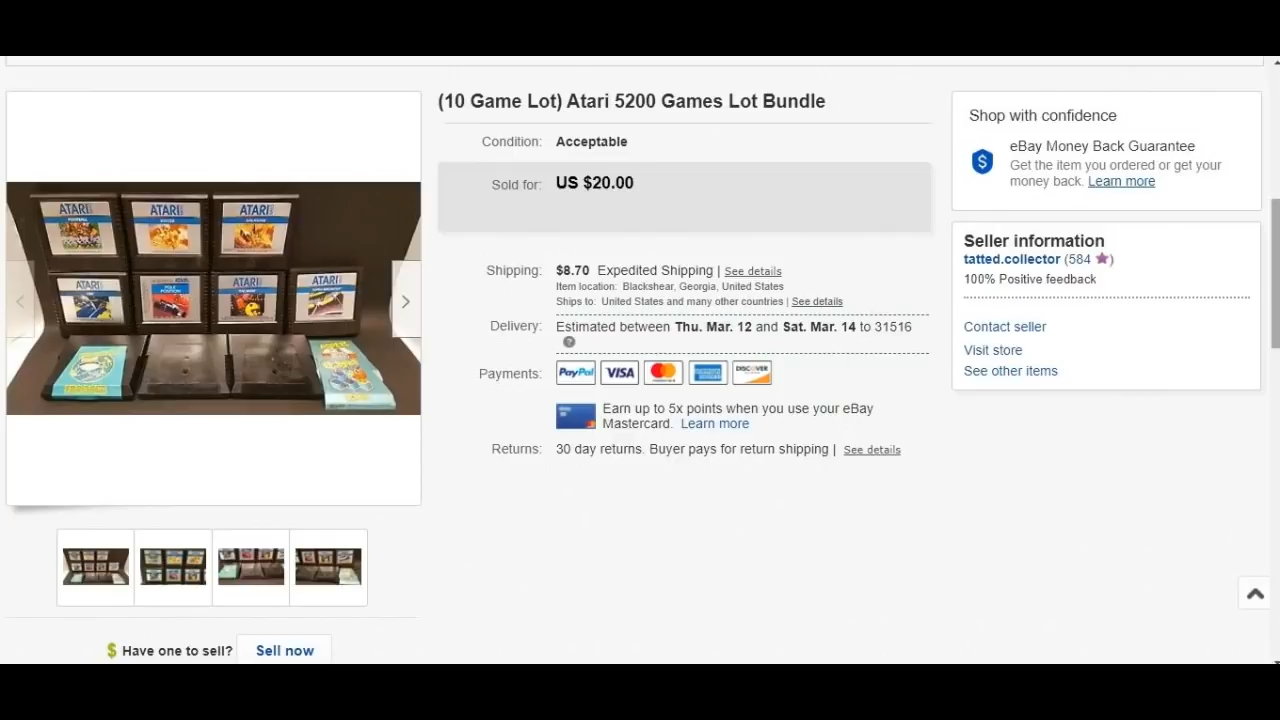 (10 Game Lot) Atari 5200 Games Lot Bundle
Condition: Acceptable
Sold for: US $20.00
Shipping: $8.70 Expedited Shipping | See details
Item location: Blackshear, Georgia, United States
Ships to: United States and many other countries | See details
Delivery: Estimated between Thu. Mar. 12 and Sat. Mar. 14 to 31516
?
Payments: PayPal VISA MasterCard DISCOVER
Earn up to 5x points when you use your eBay
Mastercard. Learn more
Returns: 30 day returns. Buyer pays for return shipping | See details
Shop with confidence
$
eBay Money Back Guarantee
Get the item you ordered or get your
money back. Learn more
Seller information
tatted.collector (584 ★)
100% Positive feedback
Contact seller
Visit store
See other items
ATARI
ATARI
ATARI
ATARI
ATARI
POLE POSITION
ATARI
ATARI
$ Have one to sell? Sell now